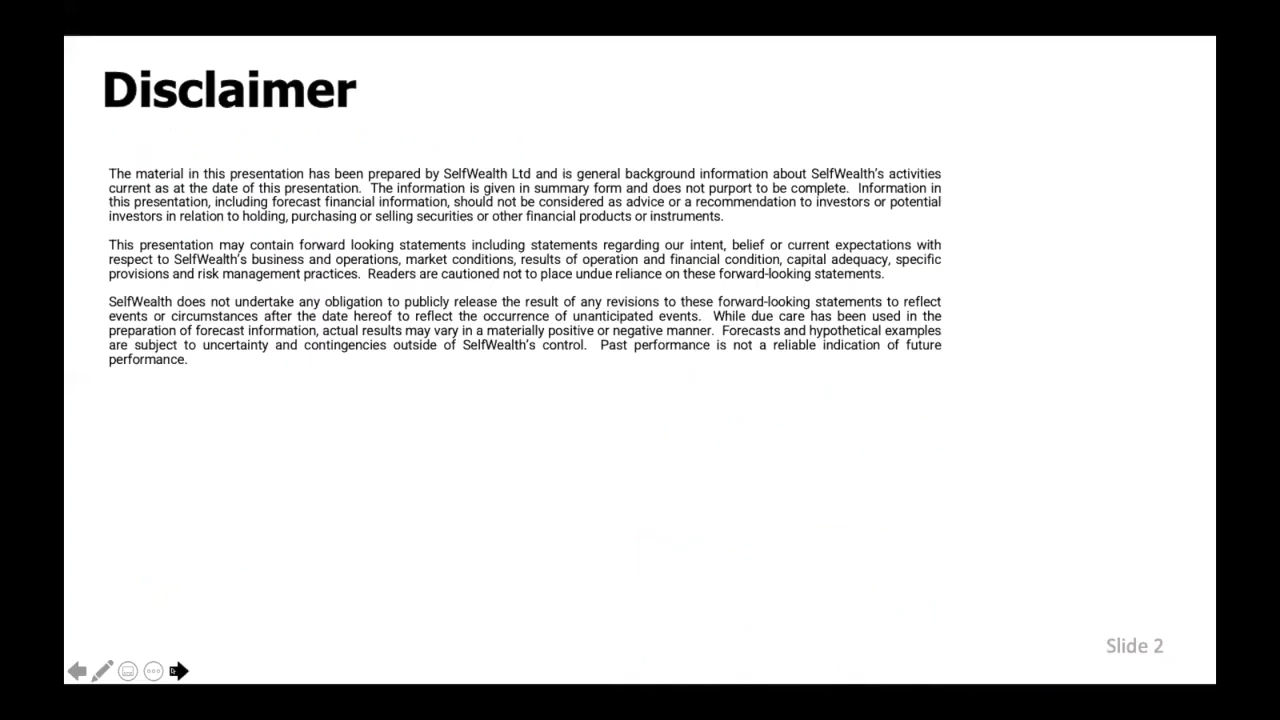 Disclaimer
The material in this presentation has been prepared by SelfWealth Ltd and is general background information about SelfWealth's activities
current as at the date of this presentation. The information is given in summary form and does not purport to be complete. Information in
this presentation, including forecast financial information, should not be considered as advice or a recommendation to investors or potential
investors in relation to holding, purchasing or selling securities or other financial products or instruments.
This presentation may contain forward looking statements including statements regarding our intent, belief or current expectations with
respect to SelfWealth's business and operations, market conditions, results of operation and financial condition, capital adequacy, specific
provisions and risk management practices. Readers are cautioned not to place undue reliance on these forward-looking statements.
SelfWealth does not undertake any obligation to publicly release the result of any revisions to these forward-looking statements to reflect
events or circumstances after the date hereof to reflect the occurrence of unanticipated events. While due care has been used in the
preparation of forecast information, actual results may vary in a materially positive or negative manner. Forecasts and hypothetical examples
are subject to uncertainty and contingencies outside of SelfWealth's control. Past performance is not a reliable indication of future
performance.
Slide 2